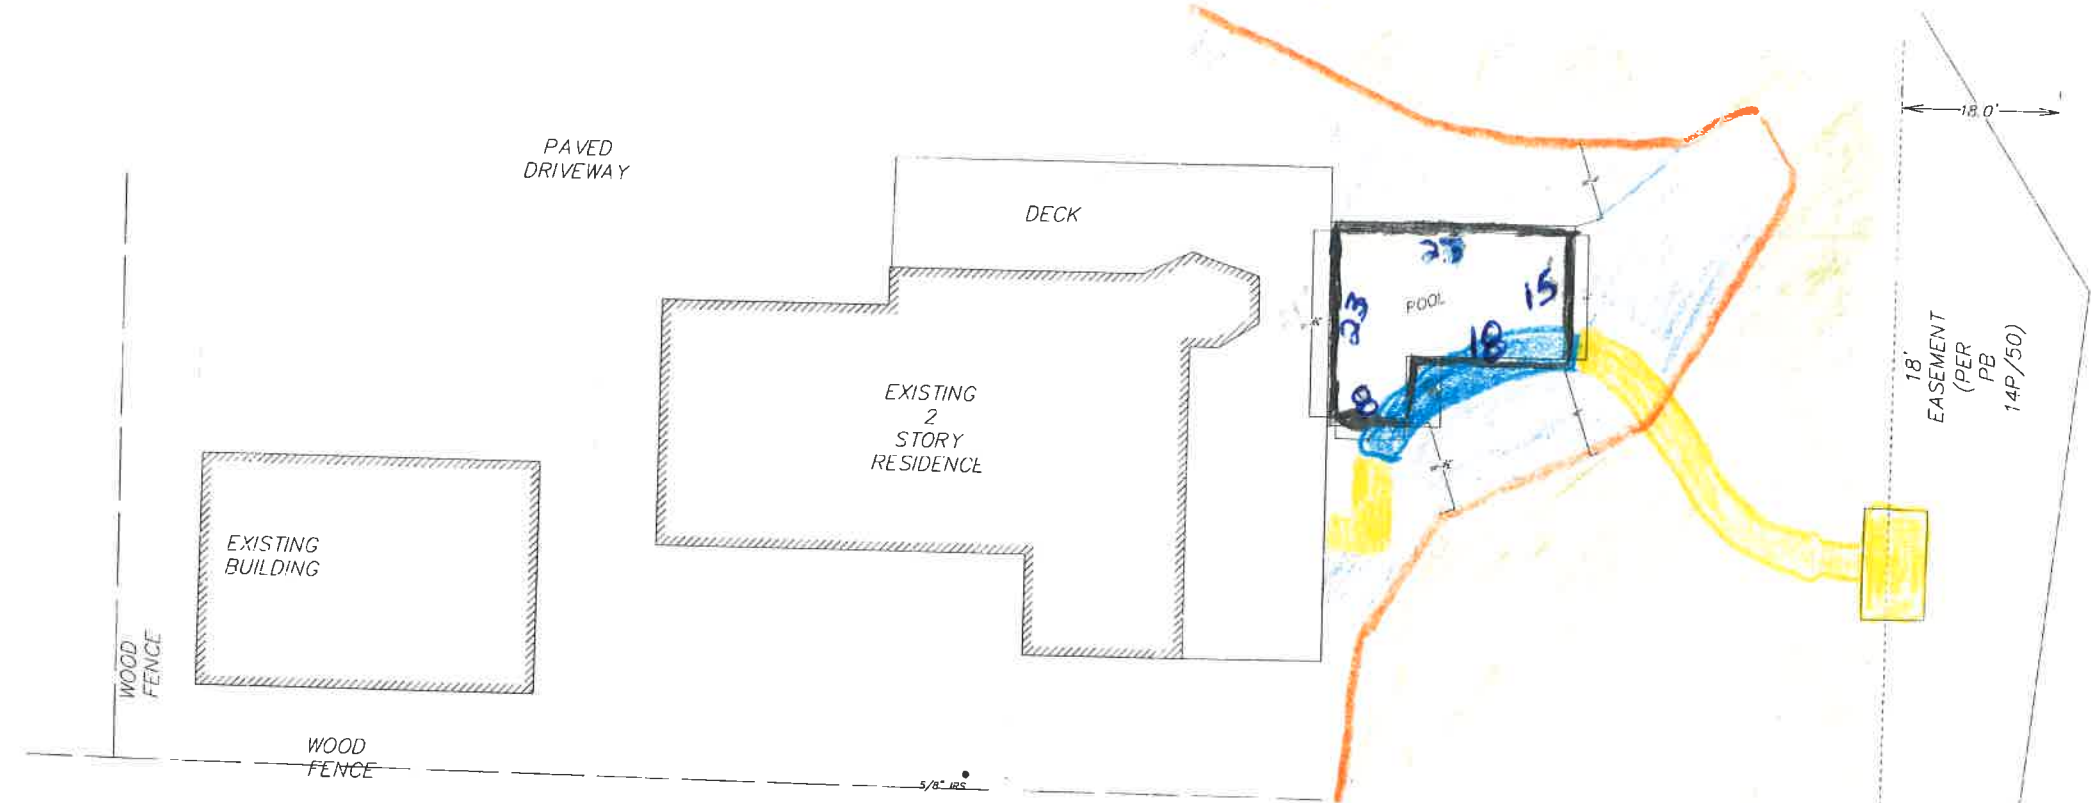 PAVED
DRIVEWAY
DECK
18.0'
23
15
POOL
18
8
EXISTING
2
STORY
RESIDENCE
EXISTING
BUILDING
18'
EASEMENT
(PER
PB
14P/50)
WOOD
FENCE
WOOD
FENCE
5/8" IRS